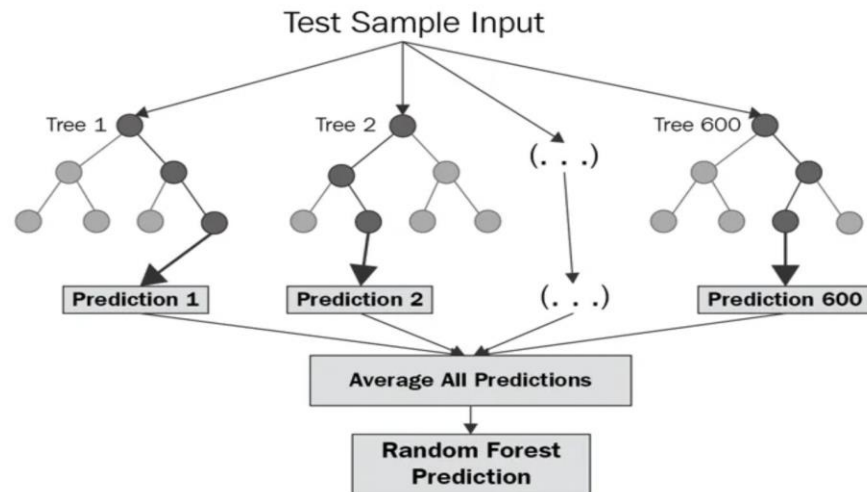 Test Sample Input
Tree 1
Tree 2
Tree 600
(. . .)
(. . .)
Prediction 1
Prediction 2
Prediction 600
Average All Predictions
Random Forest
Prediction